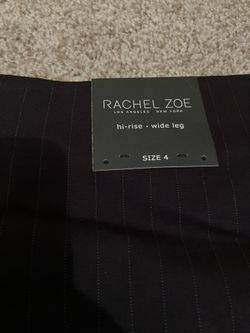 RACHEL ZOE
LOS ANGELES NEW YORK
hi-rise • wide leg
SIZE 4